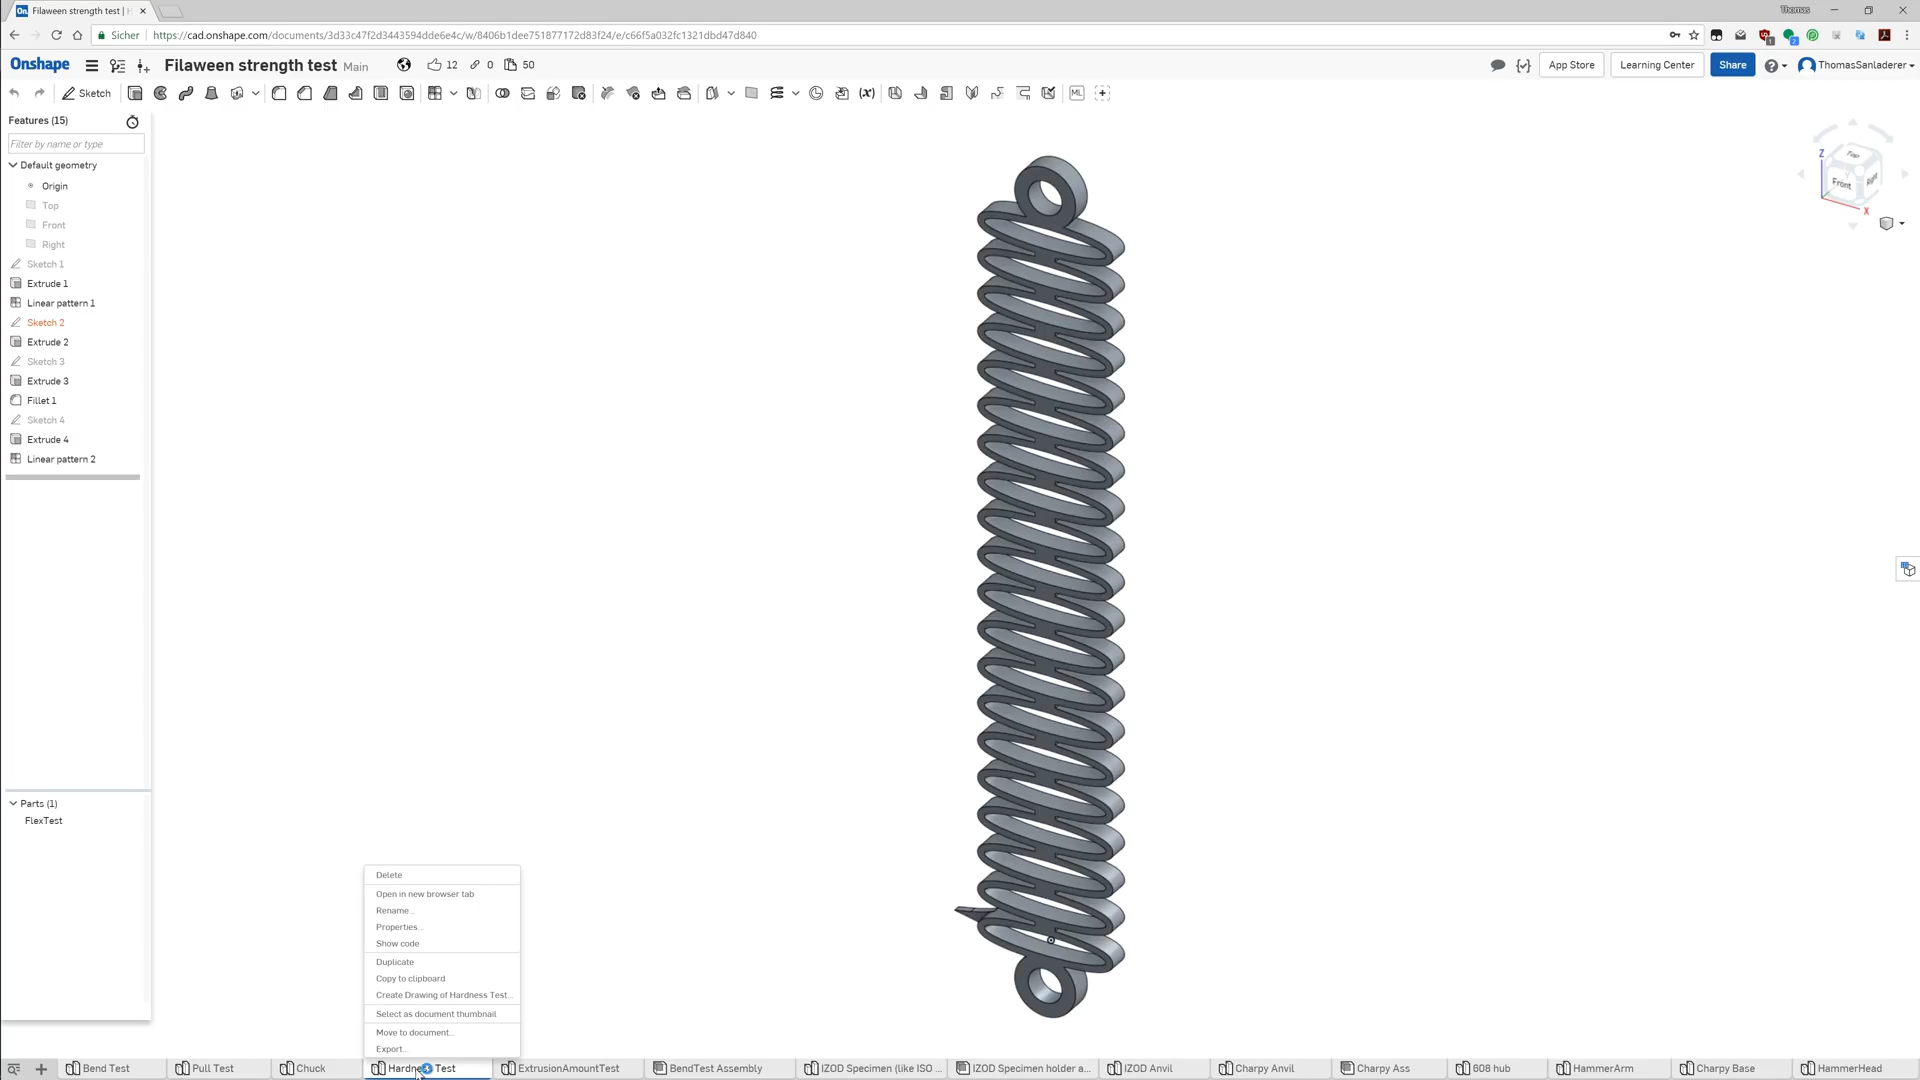 Filaween strength test | H
Thomas
Sicher
https://cad.onshape.com/documents/3d33c47f2d3443594dde6e4c/w/8406b1dee751877172d83f24/e/c66f5a032fc1321dbd47d840
Onshape
Filaween strength test Main
12
0
50
App Store
Learning Center
Share
ThomasSanladerer
Sketch
(x)
ML
Features (15)
Filter by name or type
Default geometry
Origin
Top
Front
Right
Sketch 1
Extrude 1
Linear pattern 1
Sketch 2
Extrude 2
Sketch 3
Extrude 3
Fillet 1
Sketch 4
Extrude 4
Linear pattern 2
Z
Top
Front
Right
X
Parts (1)
FlexTest
Delete
Open in new browser tab
Rename...
Properties...
Show code
Duplicate
Copy to clipboard
Create Drawing of Hardness Test...
Select as document thumbnail
Move to document...
Export...
Bend Test
Pull Test
Chuck
Hardness Test
ExtrusionAmountTest
BendTest Assembly
IZOD Specimen (like ISO ...
IZOD Specimen holder a...
IZOD Anvil
Charpy Anvil
Charpy Ass
608 hub
HammerArm
Charpy Base
HammerHead